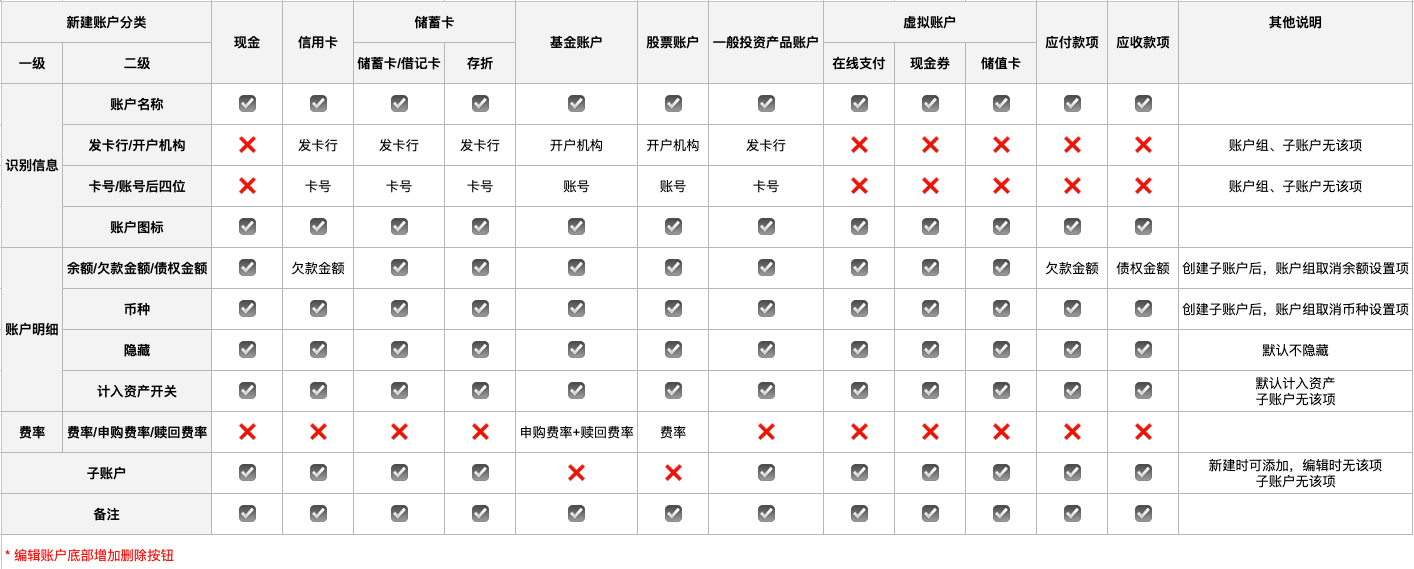 新建账户分类 现金 信用卡 储蓄卡 基金账户 股票账户 一般投资产品账户 虚拟账户 应付款项 应收款项 其他说明
一级 二级 储蓄卡/借记卡 存折 在线支付 现金券 储值卡
识别信息
账户名称
发卡行/开户机构 发卡行 发卡行 发卡行 开户机构 开户机构 发卡行 账户组、子账户无该项
卡号/账号后四位 卡号 卡号 卡号 账号 账号 卡号 账户组、子账户无该项
账户图标
账户明细
余额/欠款金额/债权金额 欠款金额 欠款金额 债权金额 创建子账户后，账户组取消余额设置项
币种 创建子账户后，账户组取消币种设置项
隐藏 默认不隐藏
计入资产开关 默认计入资产
子账户无该项
费率 费率/申购费率/赎回费率 申购费率+赎回费率 费率
子账户 新建时可添加，编辑时无该项
子账户无该项
备注
* 编辑账户底部增加删除按钮